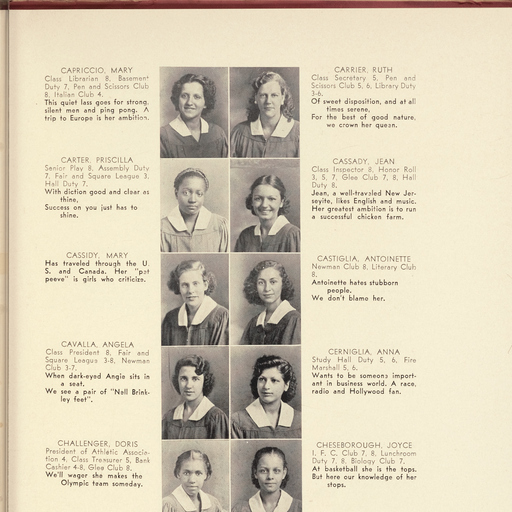 CAPRICCIO, MARY
Class Librarian 8, Basement
Duty 7, Pen and Scissors Club
8, Italian Club 4.
This quiet lass goes for strong,
silent men and ping pong. A
trip to Europe is her ambition.
CARTER, PRISCILLA
Senior Play 8, Assembly Duty
7, Fair and Square League 3,
Hall Duty 7.
With diction good and clear as
thine,
Success on you just has to
shine.
CASSIDY, MARY
Has traveled through the U.
S. and Canada. Her "pet
peeve" is girls who criticize.
CAVALLA, ANGELA
Class President 8, Fair and
Square League 3-8, Newman
Club 3-7.
When dark-eyed Angie sits in
a seat,
We see a pair of "Nell Brink-
ley feet".
CHALLENGER, DORIS
President of Athletic Associa-
tion 4, Class Treasurer 5, Bank
Cashier 4-8, Glee Club 8.
We'll wager she makes the
Olympic team someday.
CARRIER, RUTH
Class Secretary 5, Pen and
Scissors Club 5, 6, Library Duty
3-6.
Of sweet disposition, and at all
times serene,
For the best of good nature,
we crown her queen.
CASSADY, JEAN
Class Inspector 8, Honor Roll
3, 5, 7, Glee Club 7, 8, Hall
Duty 8.
Jean, a well-traveled New Jer-
seyite, likes English and music.
Her greatest ambition is to run
a successful chicken farm.
CASTIGLIA, ANTOINETTE
Newman Club 8, Literary Club
8.
Antoinette hates stubborn
people.
We don't blame her.
CERNIGLIA, ANNA
Study Hall Duty 5, 6, Fire
Marshall 5, 6.
Wants to be someone import-
ant in business world. A race,
radio and Hollywood fan.
CHESEBOROUGH, JOYCE
I. F. C. Club 7, 8, Lunchroom
Duty 7, 8, Biology Club 7.
At basketball she is the tops.
But here our knowledge of her
stops.